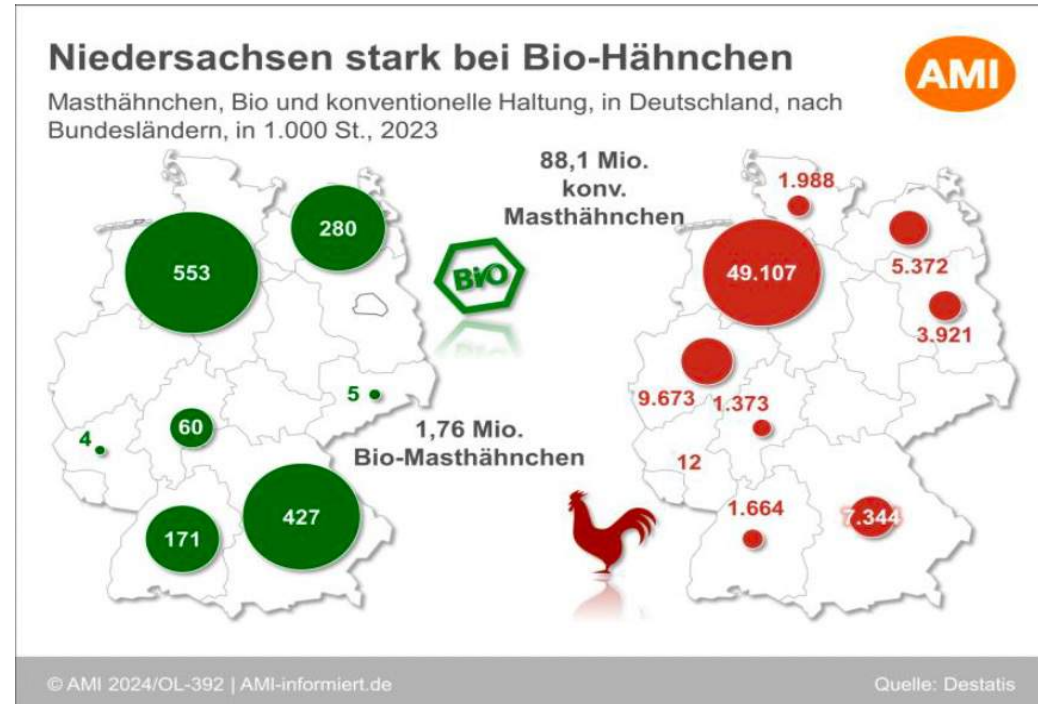 Niedersachsen stark bei Bio-Hähnchen
AMI
Masthähnchen, Bio und konventionelle Haltung, in Deutschland, nach
Bundesländern, in 1.000 St., 2023
553
280
BiO
5
60
4
1,76 Mio.
Bio-Masthähnchen
427
171
88,1 Mio.
konv.
Masthähnchen
1.988
49.107
5.372
3.921
9.673
1.373
12
1.664
7.344
© AMI 2024/OL-392 | AMI-informiert.de
Quelle: Destatis